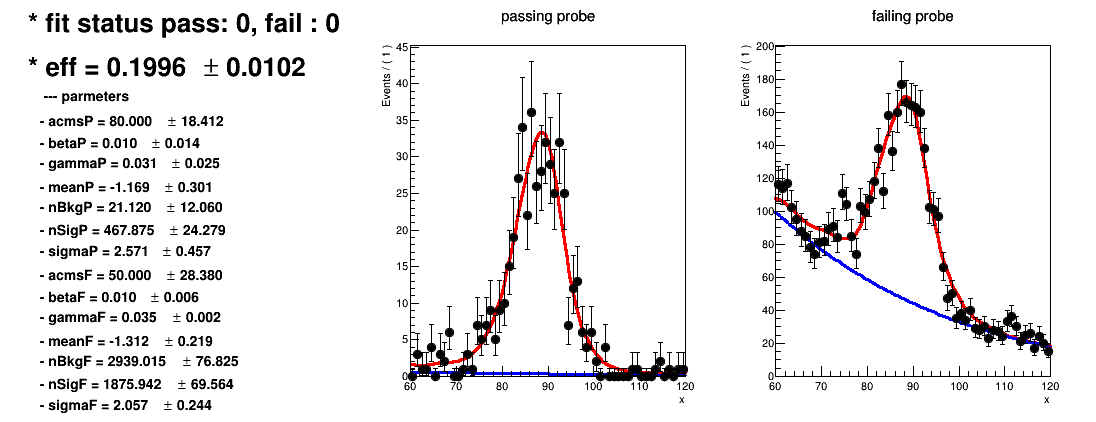 * fit status pass: 0, fail : 0
* eff = 0.1996 ± 0.0102
--- parmeters
- acmsP = 80.000 ± 18.412
- betaP = 0.010 ± 0.014
- gammaP = 0.031 ± 0.025
- meanP = -1.169 ± 0.301
- nBkgP = 21.120 ± 12.060
- nSigP = 467.875 ± 24.279
- sigmaP = 2.571 ± 0.457
- acmsF = 50.000 ± 28.380
- betaF = 0.010 ± 0.006
- gammaF = 0.035 ± 0.002
- meanF = -1.312 ± 0.219
- nBkgF = 2939.015 ± 76.825
- nSigF = 1875.942 ± 69.564
- sigmaF = 2.057 ± 0.244
passing probe
Events / ( 1 )
45
40
35
30
25
20
15
10
5
0
60 70 80 90 100 110 120
x
failing probe
Events / ( 1 )
200
180
160
140
120
100
80
60
40
20
0
60 70 80 90 100 110 120
x